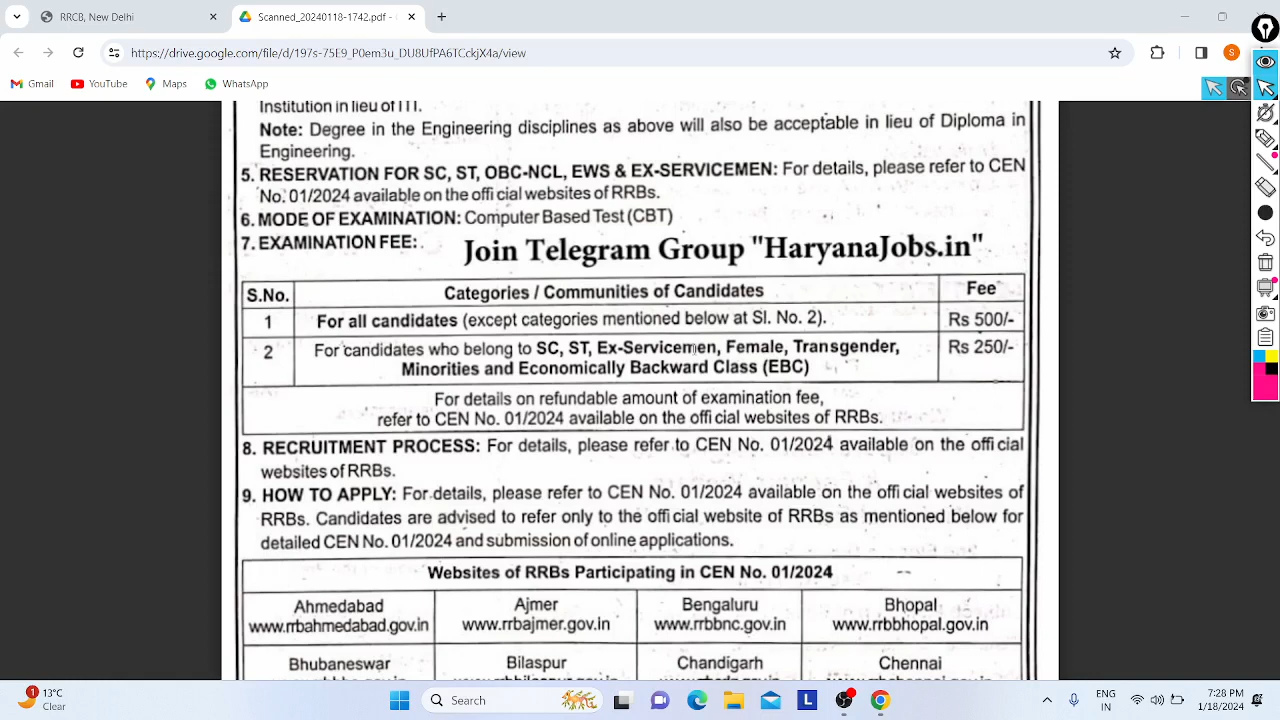 RRCB, New Delhi
Scanned_20240118-1742.pdf -
https://drive.google.com/file/d/197s-75E9_P0em3u_DU8UfPA6TCckjX4a/view
S
Gmail
YouTube
Maps
WhatsApp
Institution in lieu of ITI.
Note: Degree in the Engineering disciplines as above will also be acceptable in lieu of Diploma in
Engineering.
5. RESERVATION FOR SC, ST, OBC-NCL, EWS & EX-SERVICEMEN: For details, please refer to CEN
No. 01/2024 available on the official websites of RRBs.
6. MODE OF EXAMINATION: Computer Based Test (CBT)
7. EXAMINATION FEE:
Join Telegram Group "HaryanaJobs.in"
S.No. Categories / Communities of Candidates Fee
1 For all candidates (except categories mentioned below at Sl. No. 2). Rs 500/-
2 For candidates who belong to SC, ST, Ex-Servicemen, Female, Transgender, Rs 250/-
Minorities and Economically Backward Class (EBC)
For details on refundable amount of examination fee,
refer to CEN No. 01/2024 available on the official websites of RRBs.
8. RECRUITMENT PROCESS: For details, please refer to CEN No. 01/2024 available on the official
websites of RRBs.
9. HOW TO APPLY: For details, please refer to CEN No. 01/2024 available on the official websites of
RRBs. Candidates are advised to refer only to the official website of RRBs as mentioned below for
detailed CEN No. 01/2024 and submission of online applications.
Websites of RRBs Participating in CEN No. 01/2024
Ahmedabad Ajmer Bengaluru Bhopal
www.rrbahmedabad.gov.in www.rrbajmer.gov.in www.rrbbnc.gov.in www.rrbbhopal.gov.in
Bhubaneswar Bilaspur Chandigarh Chennai
1
13°C
Clear
Search
L
ENG
IN
7:28 PM
1/18/2024